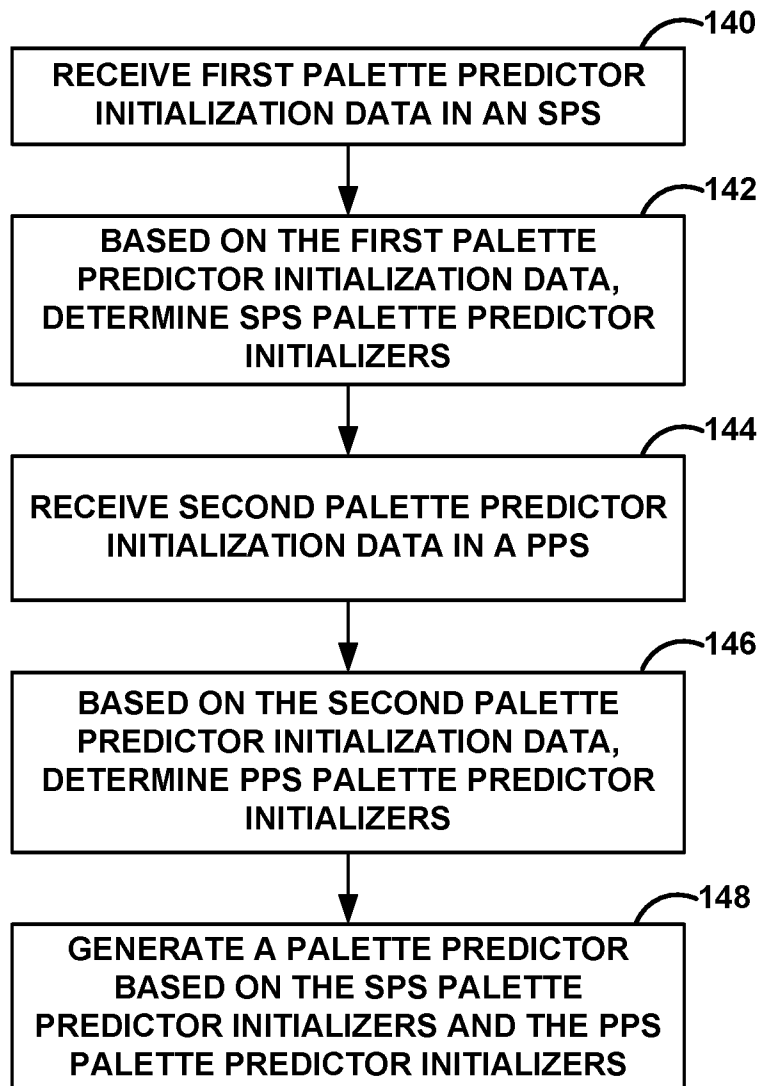 140
RECEIVE FIRST PALETTE PREDICTOR
INITIALIZATION DATA IN AN SPS
142
BASED ON THE FIRST PALETTE
PREDICTOR INITIALIZATION DATA,
DETERMINE SPS PALETTE PREDICTOR
INITIALIZERS
144
RECEIVE SECOND PALETTE PREDICTOR
INITIALIZATION DATA IN A PPS
146
BASED ON THE SECOND PALETTE
PREDICTOR INITIALIZATION DATA,
DETERMINE PPS PALETTE PREDICTOR
INITIALIZERS
148
GENERATE A PALETTE PREDICTOR
BASED ON THE SPS PALETTE
PREDICTOR INITIALIZERS AND THE PPS
PALETTE PREDICTOR INITIALIZERS